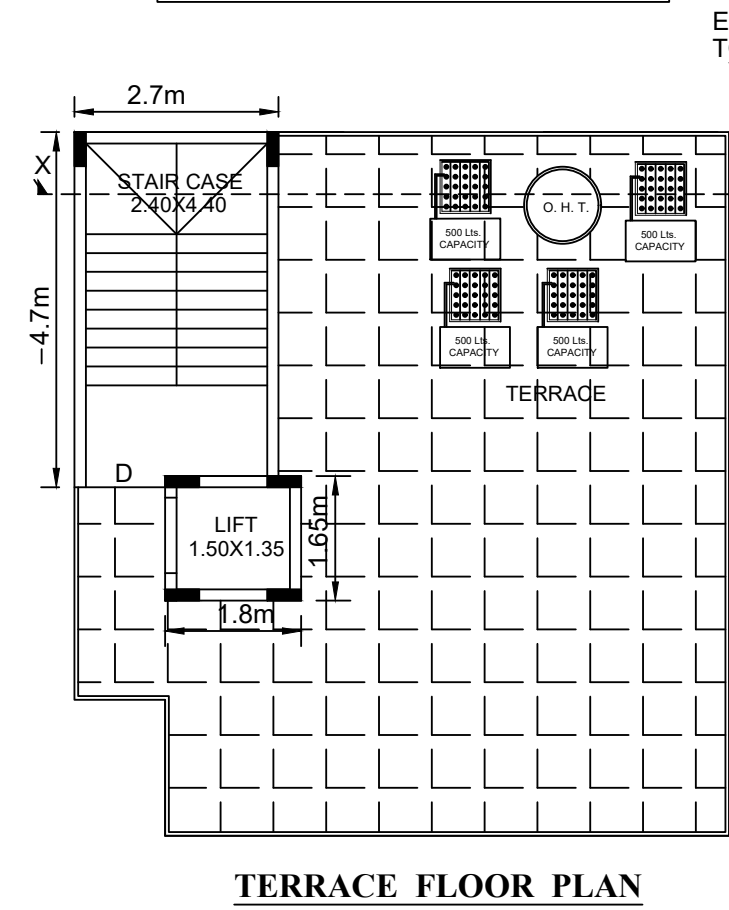 E
T
2.7m
X
STAIR CASE
2.40X4.40
4.7m
O. H. T.
500 Lts.
CAPACITY
500 Lts.
CAPACITY
500 Lts.
CAPACITY
500 Lts.
CAPACITY
TERRACE
D
LIFT
1.50X1.35
1.65m
1.8m
TERRACE FLOOR PLAN